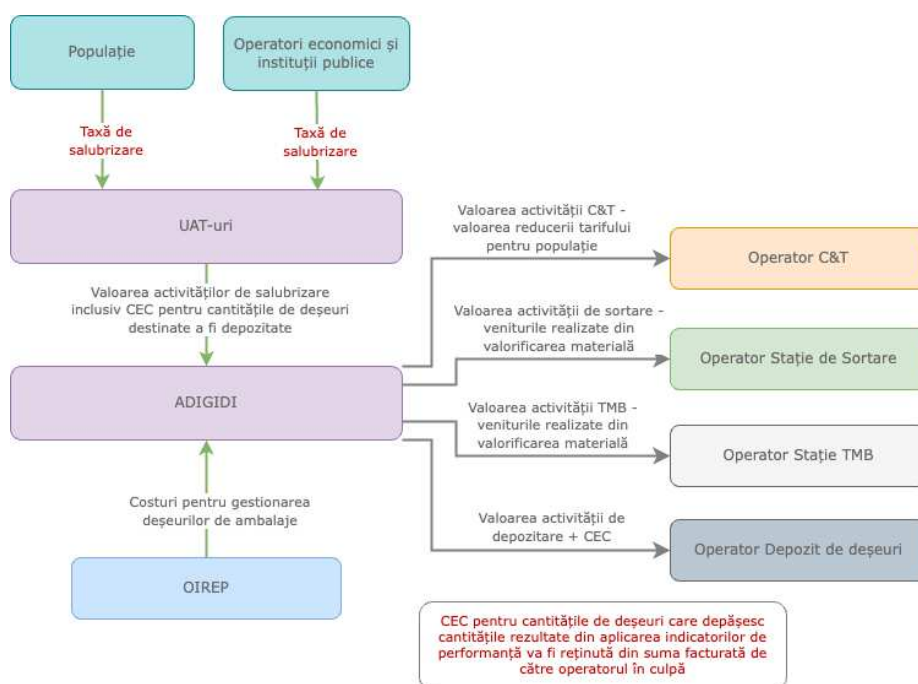 Populație
Operatori economici și
instituții publice
Taxă de
salubrizare
Taxă de
salubrizare
UAT-uri
Valoarea activităților de salubrizare
inclusiv CEC pentru cantitățile de deșeuri
destinate a fi depozitate
ADIGIDI
Costuri pentru gestionarea
deșeurilor de ambalaje
OIREP
Valoarea activității C&T -
valoarea reducerii tarifului
pentru populație
Operator C&T
Valoarea activității de sortare -
veniturile realizate din
valorificarea materială
Operator Stație de Sortare
Valoarea activității TMB -
veniturile realizate din
valorificarea materială
Operator Stație TMB
Valoarea activității de
depozitare + CEC
Operator Depozit de deșeuri
CEC pentru cantitățile de deșeuri care depășesc
cantitățile rezultate din aplicarea indicatorilor de
performanță va fi reținută din suma facturată de
către operatorul în culpă